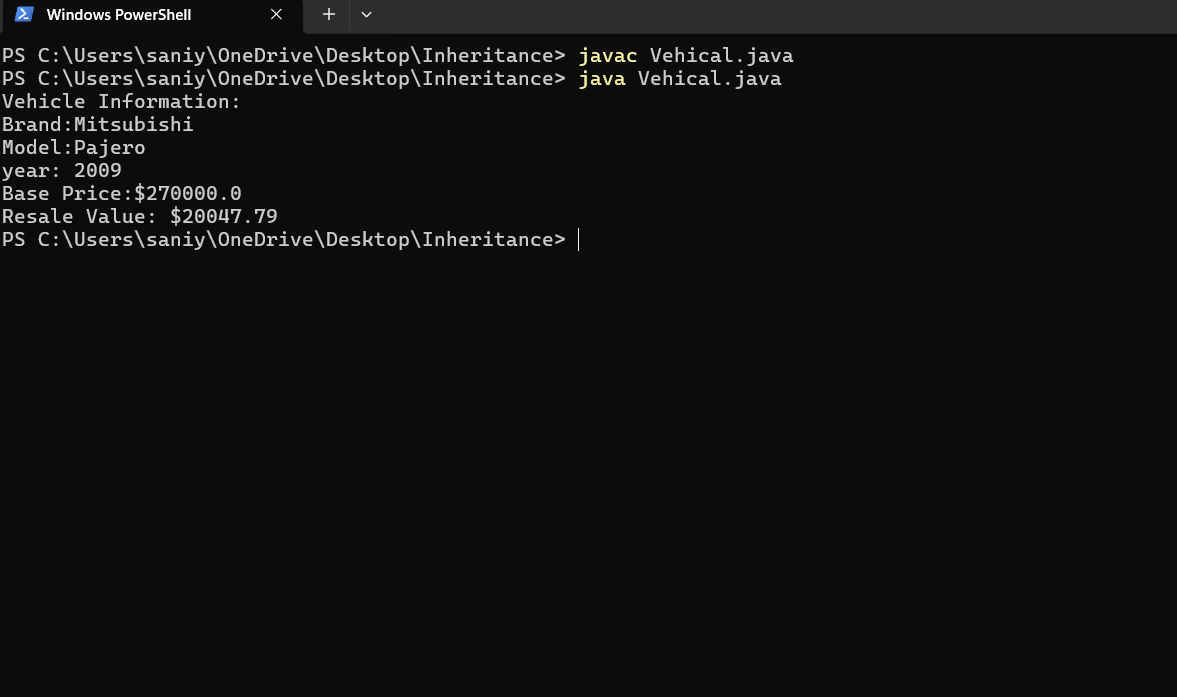 Windows PowerShell
PS C:\Users\saniy\OneDrive\Desktop\Inheritance> javac Vehical.java
PS C:\Users\saniy\OneDrive\Desktop\Inheritance> java Vehical.java
Vehicle Information:
Brand:Mitsubishi
Model:Pajero
year: 2009
Base Price:$270000.0
Resale Value: $20047.79
PS C:\Users\saniy\OneDrive\Desktop\Inheritance>